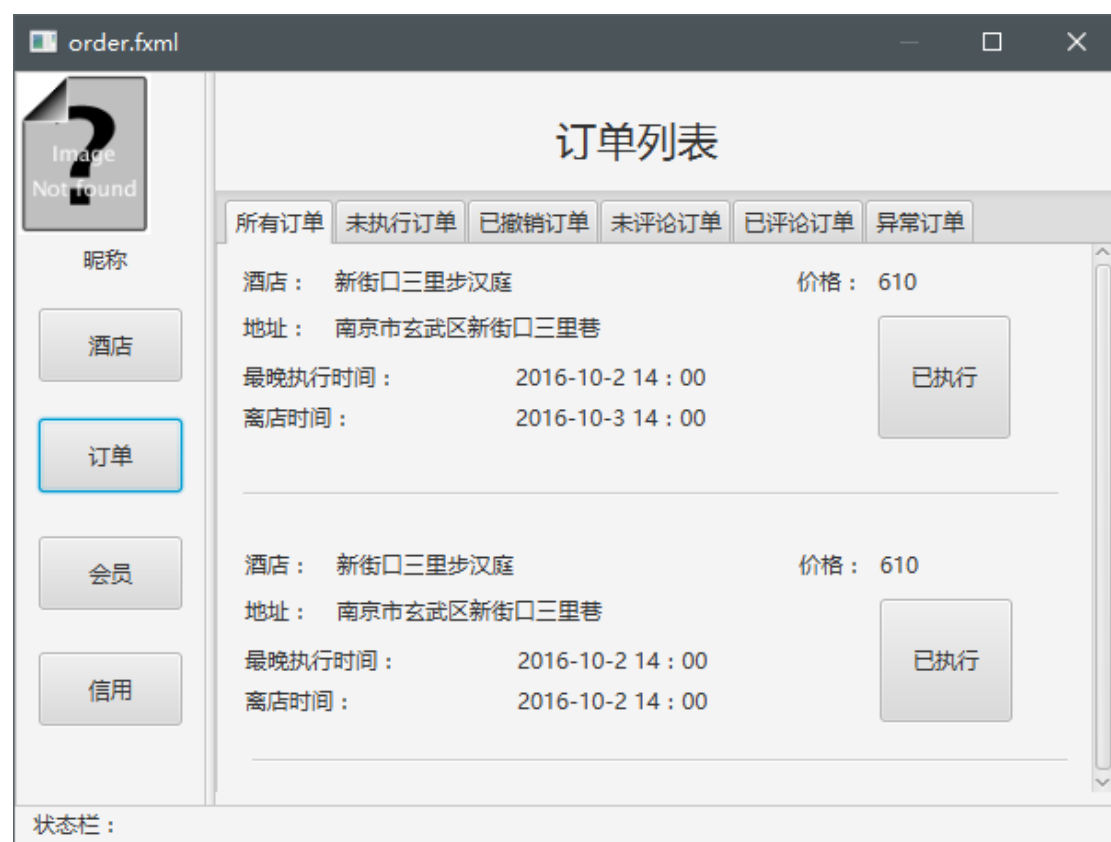 order.fxml
Image
Not found
昵称
酒店
订单
会员
信用
订单列表
所有订单 未执行订单 已撤销订单 未评论订单 已评论订单 异常订单
酒店： 新街口三里步汉庭 价格： 610
地址： 南京市玄武区新街口三里巷
最晚执行时间： 2016-10-2 14：00
已执行
离店时间： 2016-10-3 14：00
酒店： 新街口三里步汉庭 价格： 610
地址： 南京市玄武区新街口三里巷
最晚执行时间： 2016-10-2 14：00
已执行
离店时间： 2016-10-2 14：00
状态栏：